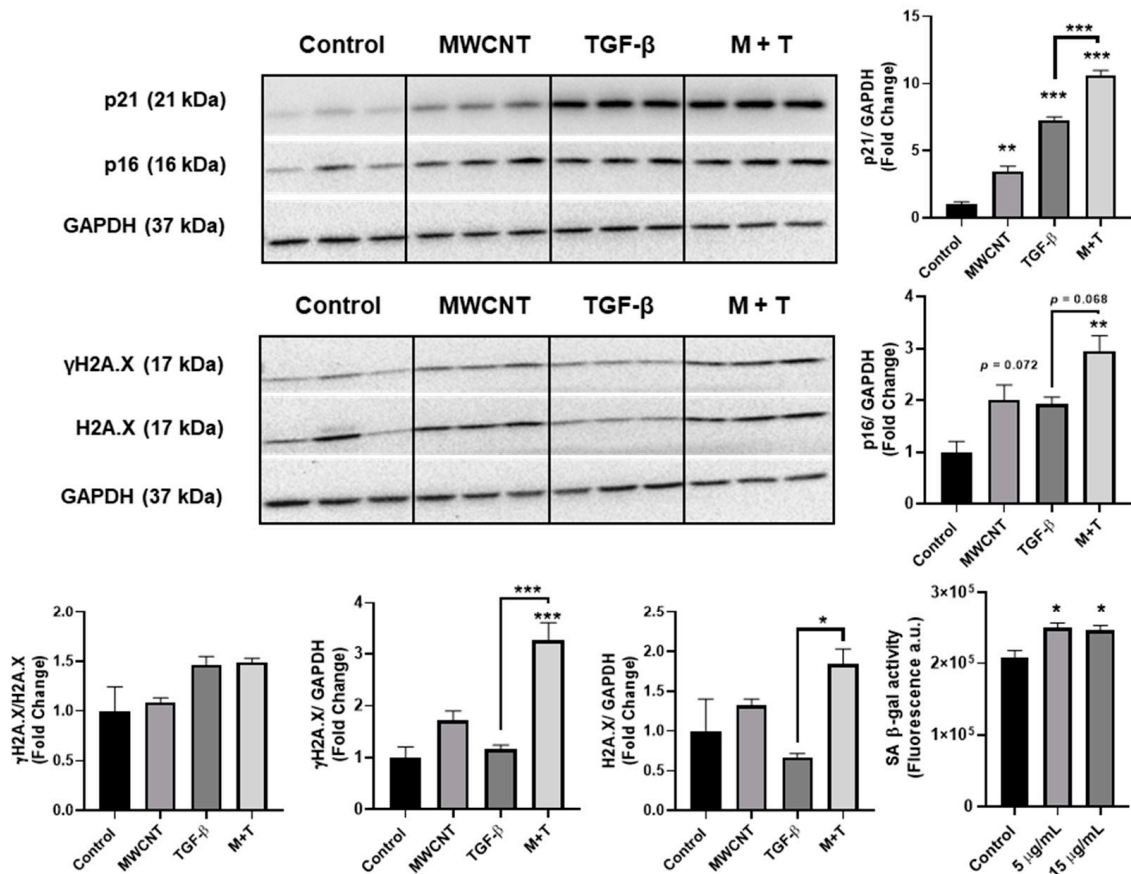 Control MWCNT TGF-β M + T
p21 (21 kDa)
p16 (16 kDa)
GAPDH (37 kDa)
15
10
5
0
p21/ GAPDH
(Fold Change)
**
***
***
***
Control MWCNT TGF-β M+T
Control MWCNT TGF-β M + T
γH2A.X (17 kDa)
H2A.X (17 kDa)
GAPDH (37 kDa)
4
3
2
1
0
p16/ GAPDH
(Fold Change)
p = 0.072
p = 0.068
**
Control MWCNT TGF-β M+T
2.0
1.5
1.0
0.5
0.0
γH2A.X/H2A.X
(Fold Change)
Control MWCNT TGF-β M+T
4
3
2
1
0
γH2A.X/ GAPDH
(Fold Change)
***
***
Control MWCNT TGF-β M+T
2.5
2.0
1.5
1.0
0.5
0.0
H2A.X/ GAPDH
(Fold Change)
*
Control MWCNT TGF-β M+T
3×10⁵
2×10⁵
1×10⁵
0
SA β-gal activity
(Fluorescence a.u.)
* *
Control 5 μg/mL 15 μg/mL